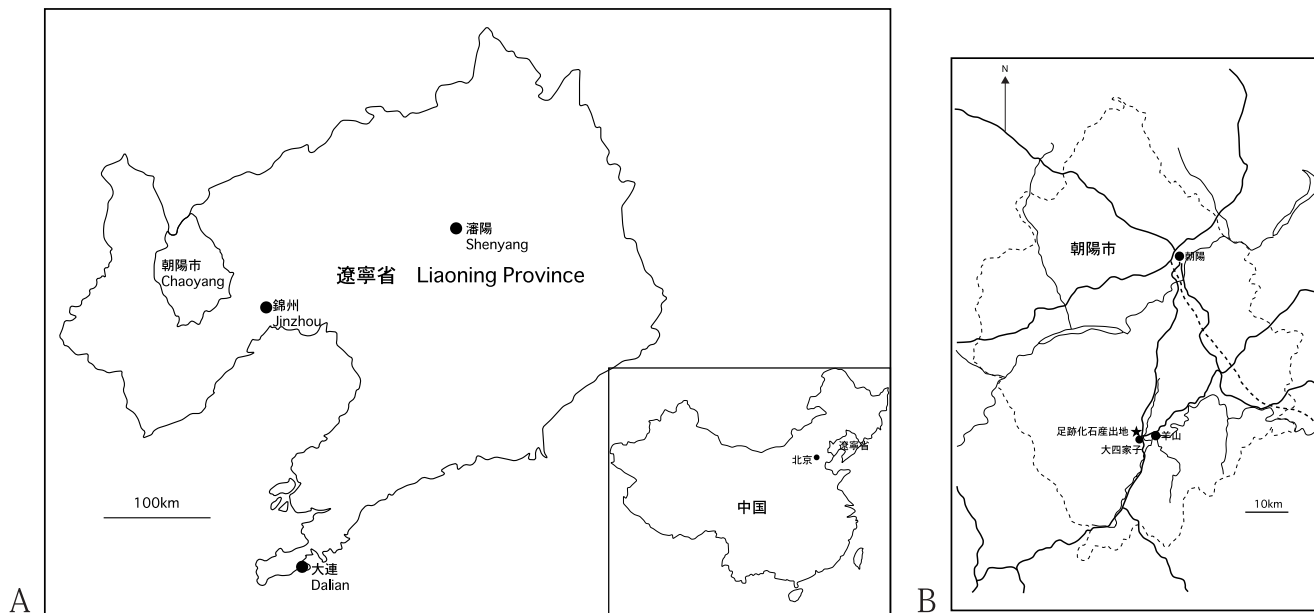 瀋陽
Shenyang
朝陽市
Chaoyang
遼寧省 Liaoning Province
錦州
Jinzhou
100km
大連
Dalian
遼寧省
北京
中国
A
N
朝陽市
朝陽
足跡化石産出地
羊山
大四家子
10km
B